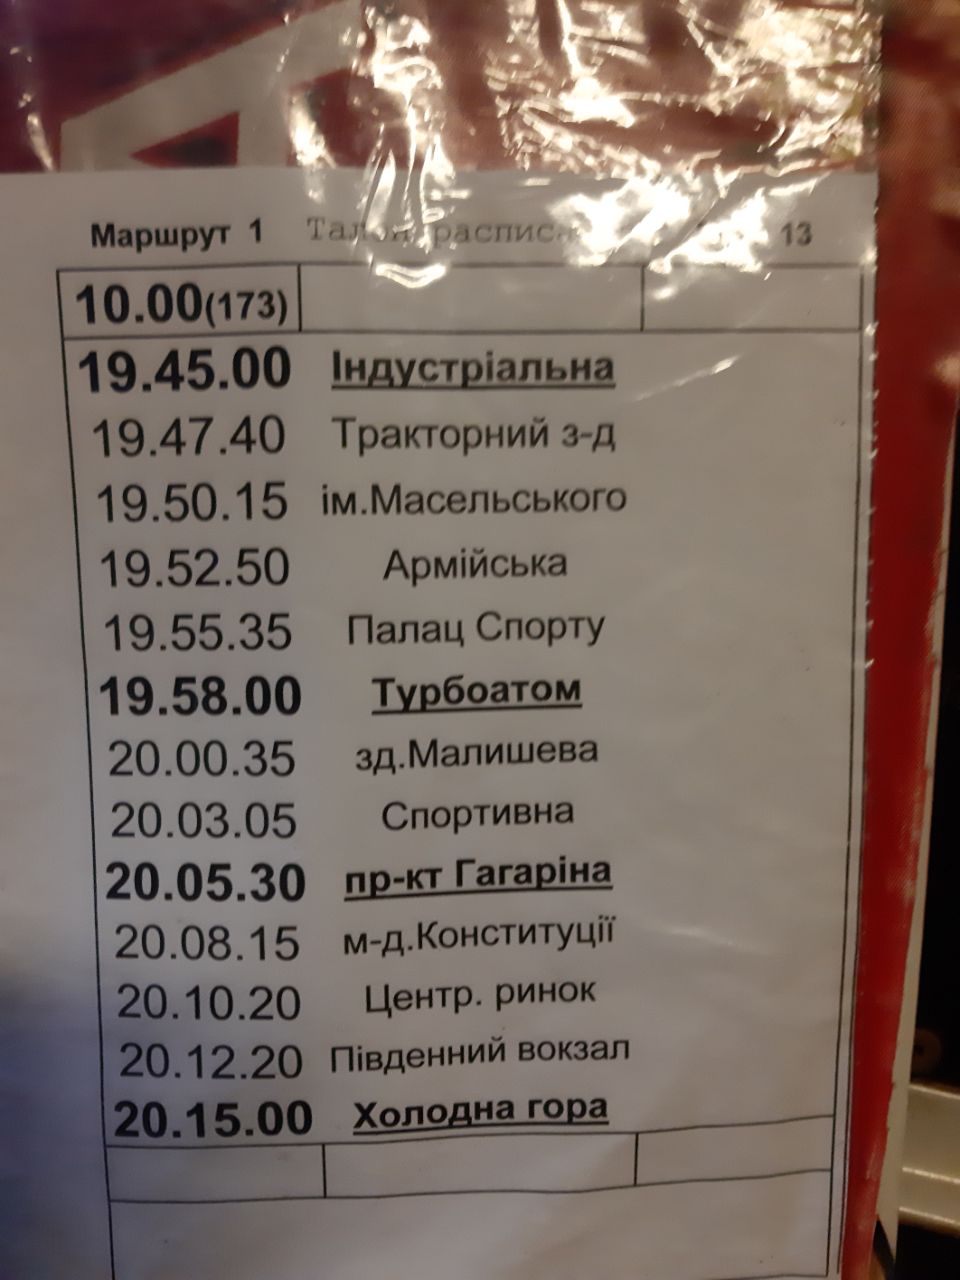 Маршрут 1 Талон распис 13
10.00(173)
19.45.00 Індустріальна
19.47.40 Тракторний з-д
19.50.15 ім.Масельського
19.52.50 Армійська
19.55.35 Палац Спорту
19.58.00 Турбоатом
20.00.35 зд.Малишева
20.03.05 Спортивна
20.05.30 пр-кт Гагаріна
20.08.15 м-д.Конституції
20.10.20 Центр. ринок
20.12.20 Південний вокзал
20.15.00 Холодна гора